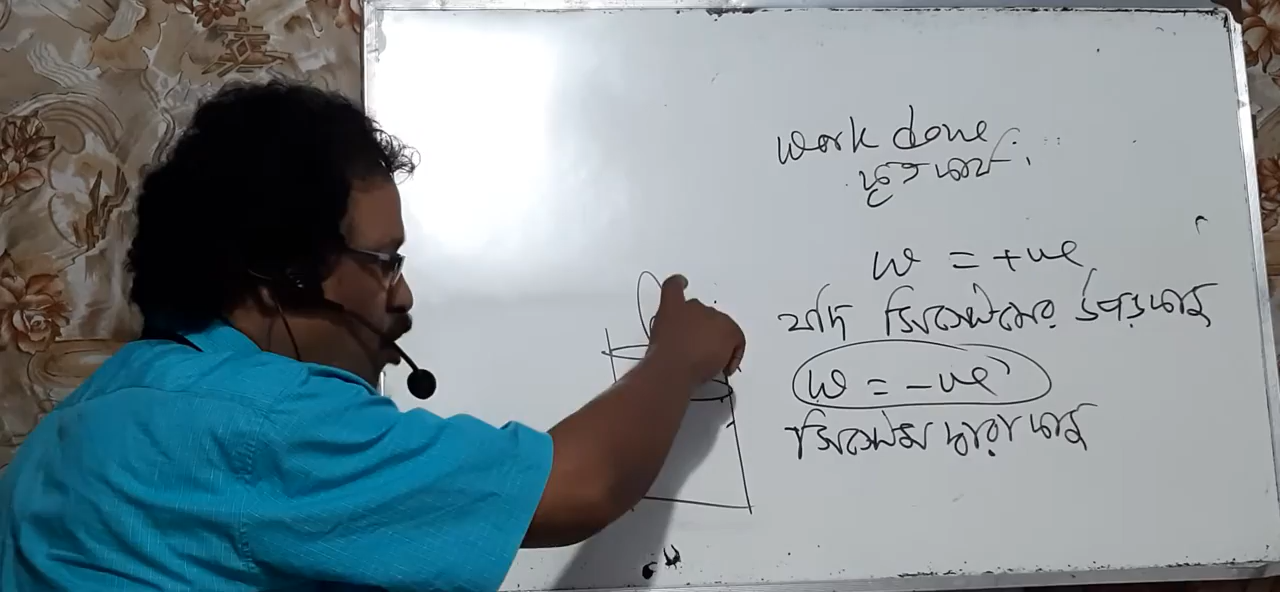 work done
কৃত কার্য
w = +ve
যদি সিস্টেমের উপর কার্য
w = -ve
সিস্টেম দ্বারা কার্য